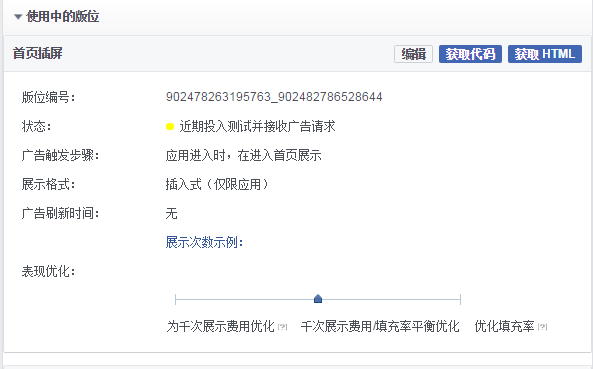 使用中的版位
首页插屏 编辑 获取代码 获取 HTML
版位编号： 902478263195763_902482786528644
状态： 近期投入测试并接收广告请求
广告触发步骤： 应用进入时，在进入首页展示
展示格式： 插入式（仅限应用）
广告刷新时间： 无
展示次数示例：
表现优化：
为千次展示费用优化 [?] 千次展示费用/填充率平衡优化 优化填充率 [?]